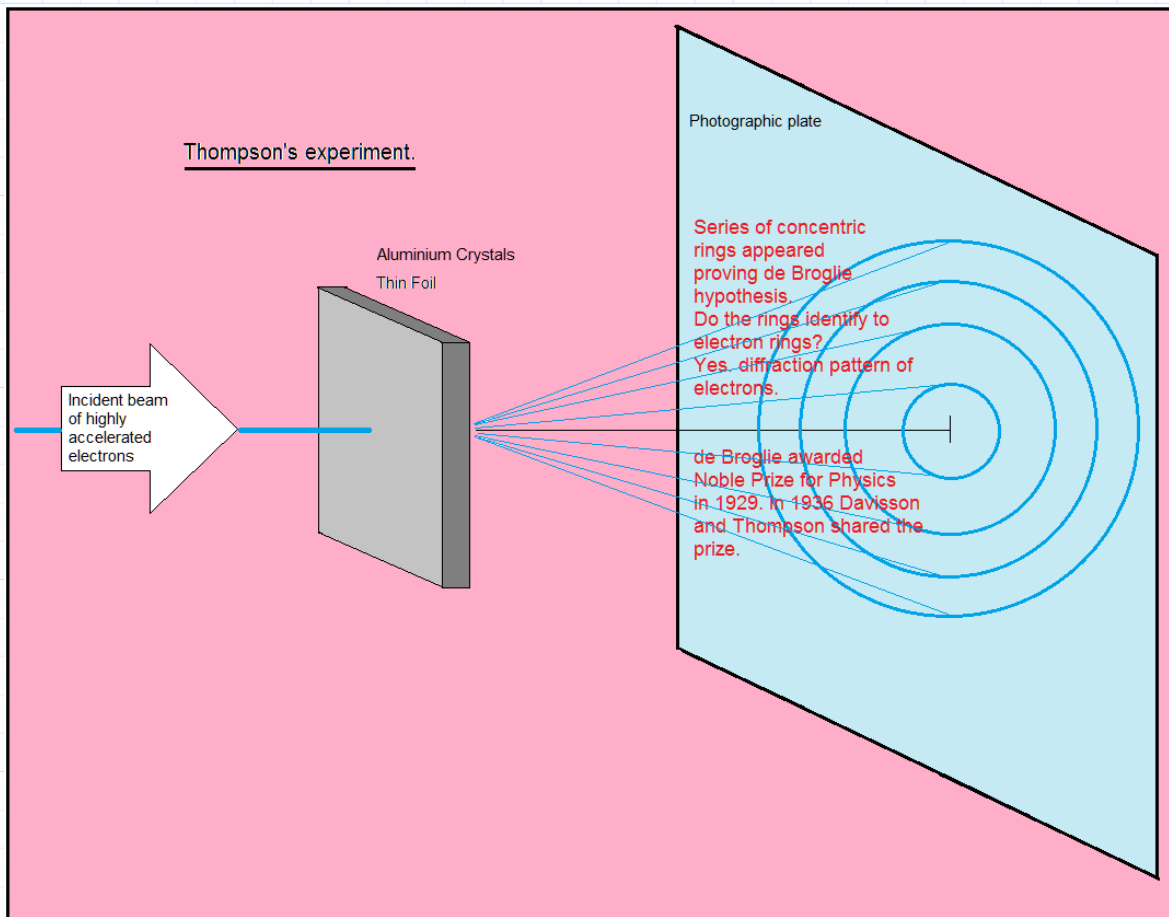 Thompson's experiment.
Photographic plate
Aluminium Crystals
Thin Foil
Incident beam
of highly
accelerated
electrons
Series of concentric
rings appeared
proving de Broglie
hypothesis.
Do the rings identify to
electron rings?
Yes. diffraction pattern of
electrons.
de Broglie awarded
Noble Prize for Physics
in 1929. In 1936 Davisson
and Thompson shared the
prize.